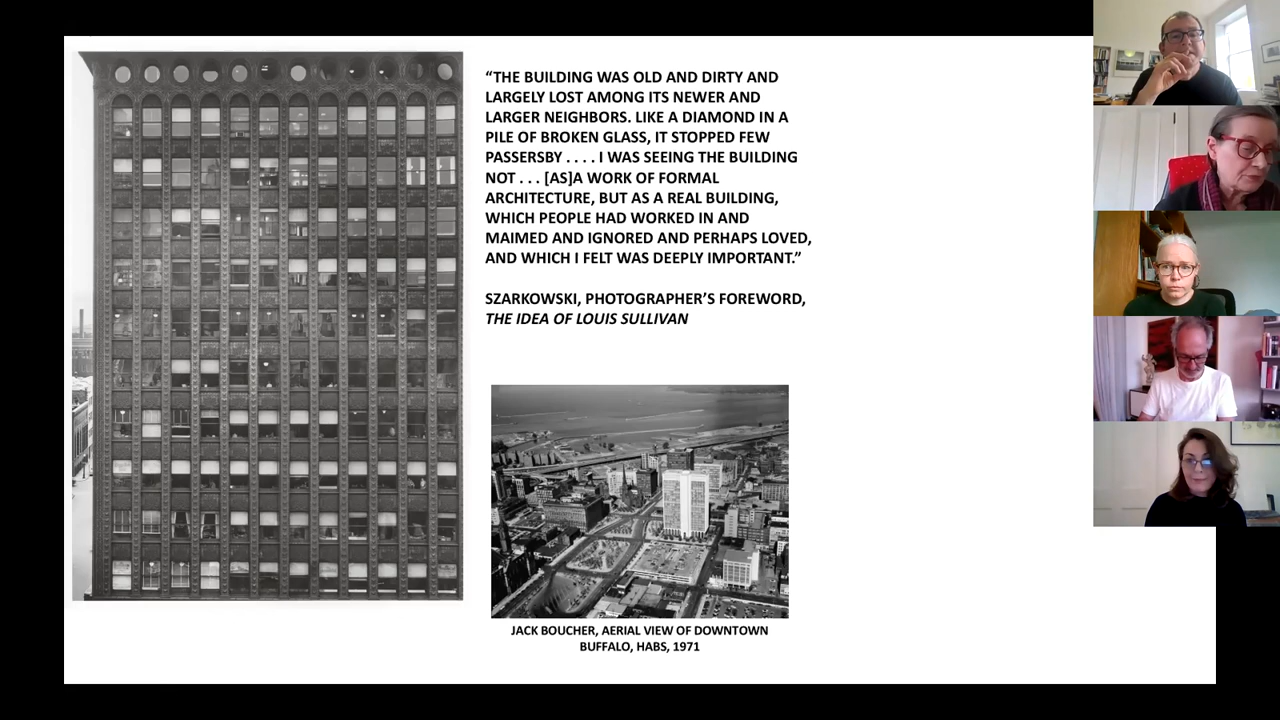 “THE BUILDING WAS OLD AND DIRTY AND
LARGELY LOST AMONG ITS NEWER AND
LARGER NEIGHBORS. LIKE A DIAMOND IN A
PILE OF BROKEN GLASS, IT STOPPED FEW
PASSERSBY . . . . I WAS SEEING THE BUILDING
NOT . . . [AS]A WORK OF FORMAL
ARCHITECTURE, BUT AS A REAL BUILDING,
WHICH PEOPLE HAD WORKED IN AND
MAIMED AND IGNORED AND PERHAPS LOVED,
AND WHICH I FELT WAS DEEPLY IMPORTANT.”
SZARKOWSKI, PHOTOGRAPHER’S FOREWORD,
THE IDEA OF LOUIS SULLIVAN
JACK BOUCHER, AERIAL VIEW OF DOWNTOWN
BUFFALO, HABS, 1971